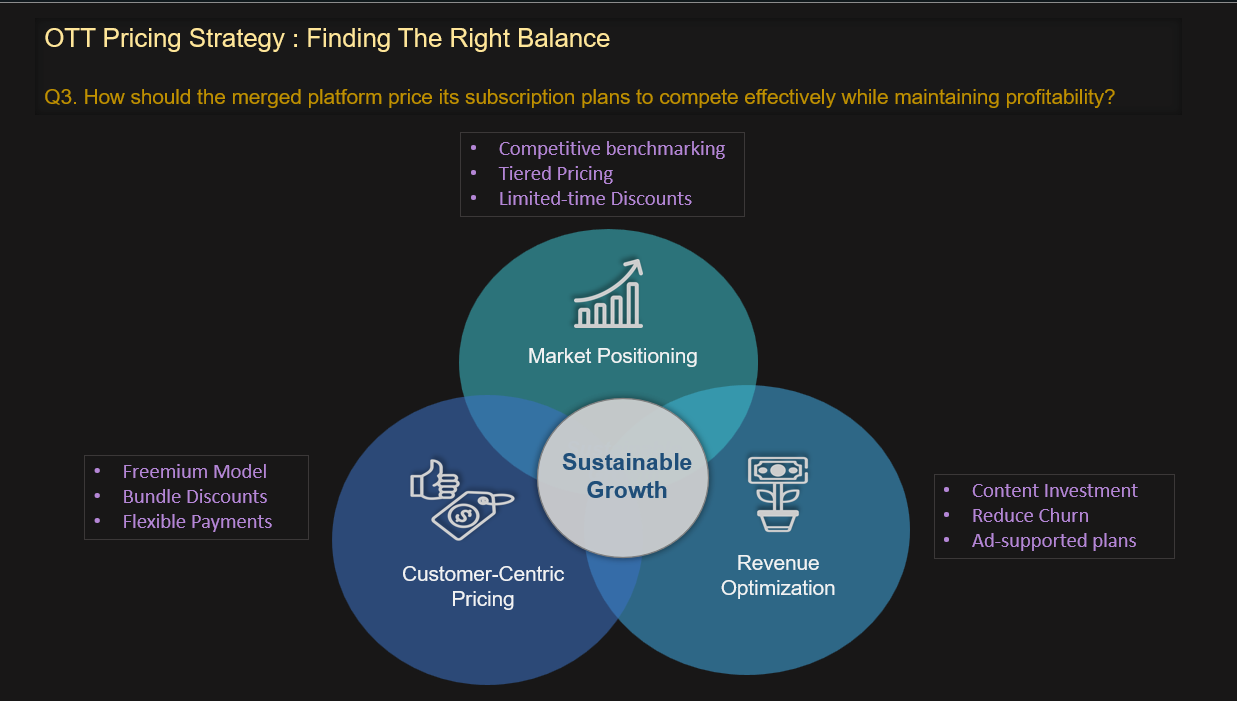 OTT Pricing Strategy : Finding The Right Balance
Q3. How should the merged platform price its subscription plans to compete effectively while maintaining profitability?
• Competitive benchmarking
• Tiered Pricing
• Limited-time Discounts
Market Positioning
Sustainable
Growth
• Freemium Model
• Bundle Discounts
• Flexible Payments
Customer-Centric
Pricing
Revenue
Optimization
• Content Investment
• Reduce Churn
• Ad-supported plans